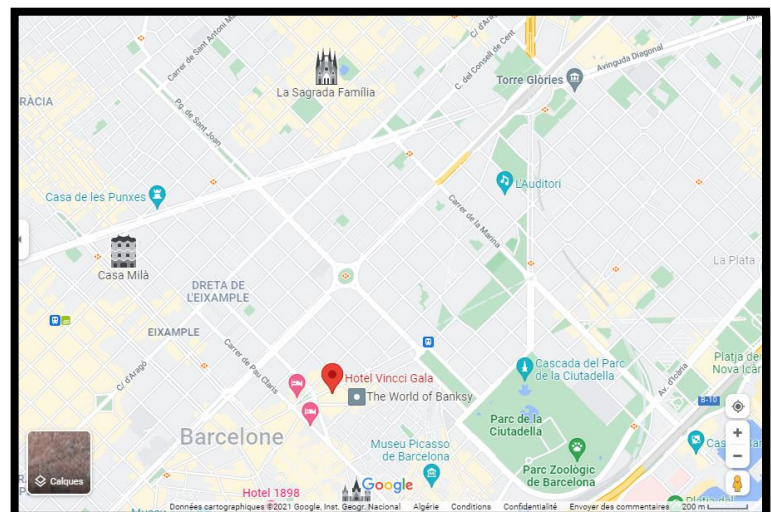 Carrer de Sant Antoni
C/ d'A
La Sagrada Família
C. del Consell de Cent
Torre Glòries
Avinguda Diagonal
RÀCIA
Pg. de Sant Joan
Casa de les Punxes
L'Auditori
Carrer de la Marina
Casa Milà
La Plata
DRETA DE
L'EIXAMPLE
EIXAMPLE
Carrer de Pau Claris
C/ d'Aragó
Hotel Vincci Gala
The World of Banksy
Cascada del Parc
de la Ciutadella
Platja de
Nova Icàr
Av. d'Icària
B-10
Parc de la
Ciutadella
Barcelone
Museu Picasso
de Barcelona
Parc Zoològic
de Barcelona
Cas
Calques
Hotel 1898
Google
Données cartographiques ©2021 Google, Inst. Geogr. Nacional Algérie Conditions Confidentialité Envoyer des commentaires 200 m